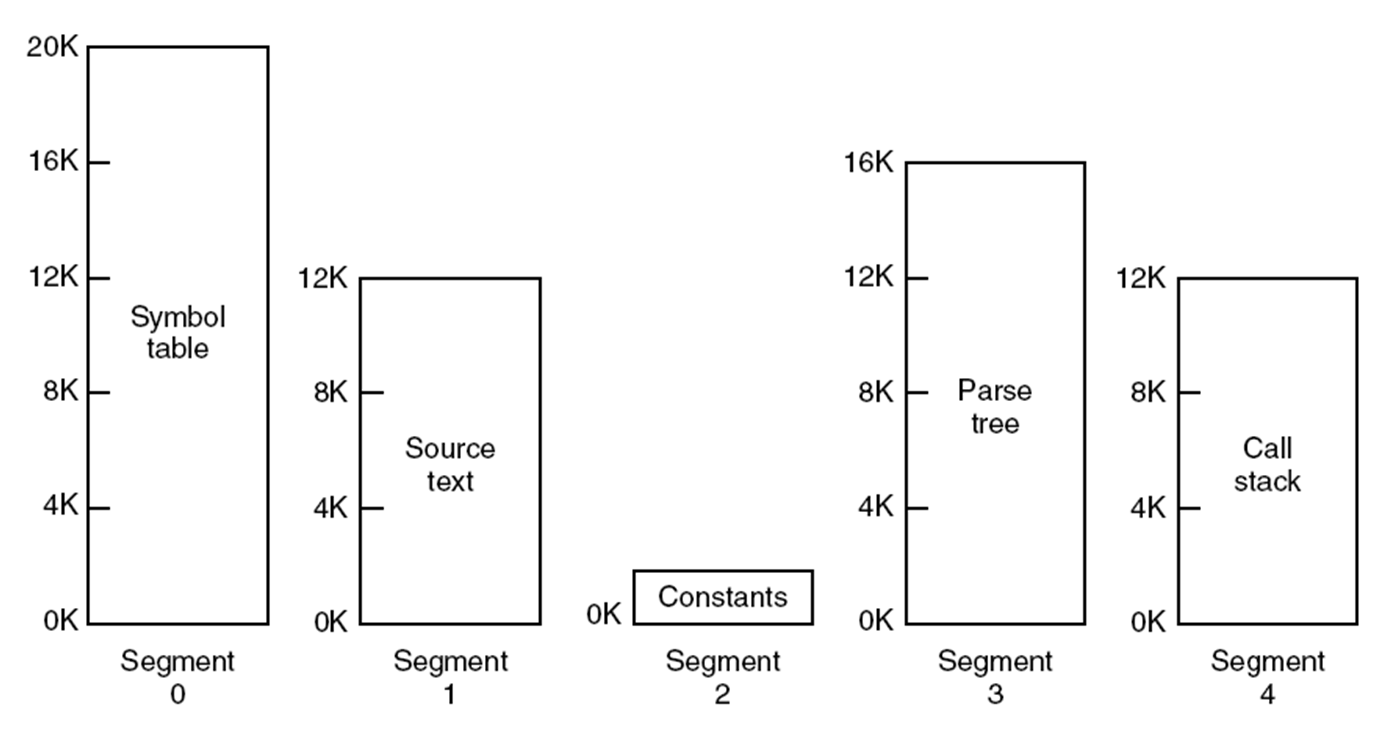 20K
16K
12K
8K
4K
0K
Symbol
table
Segment
0
12K
8K
4K
0K
Source
text
Segment
1
0K
Constants
Segment
2
16K
12K
8K
4K
0K
Parse
tree
Segment
3
12K
8K
4K
0K
Call
stack
Segment
4